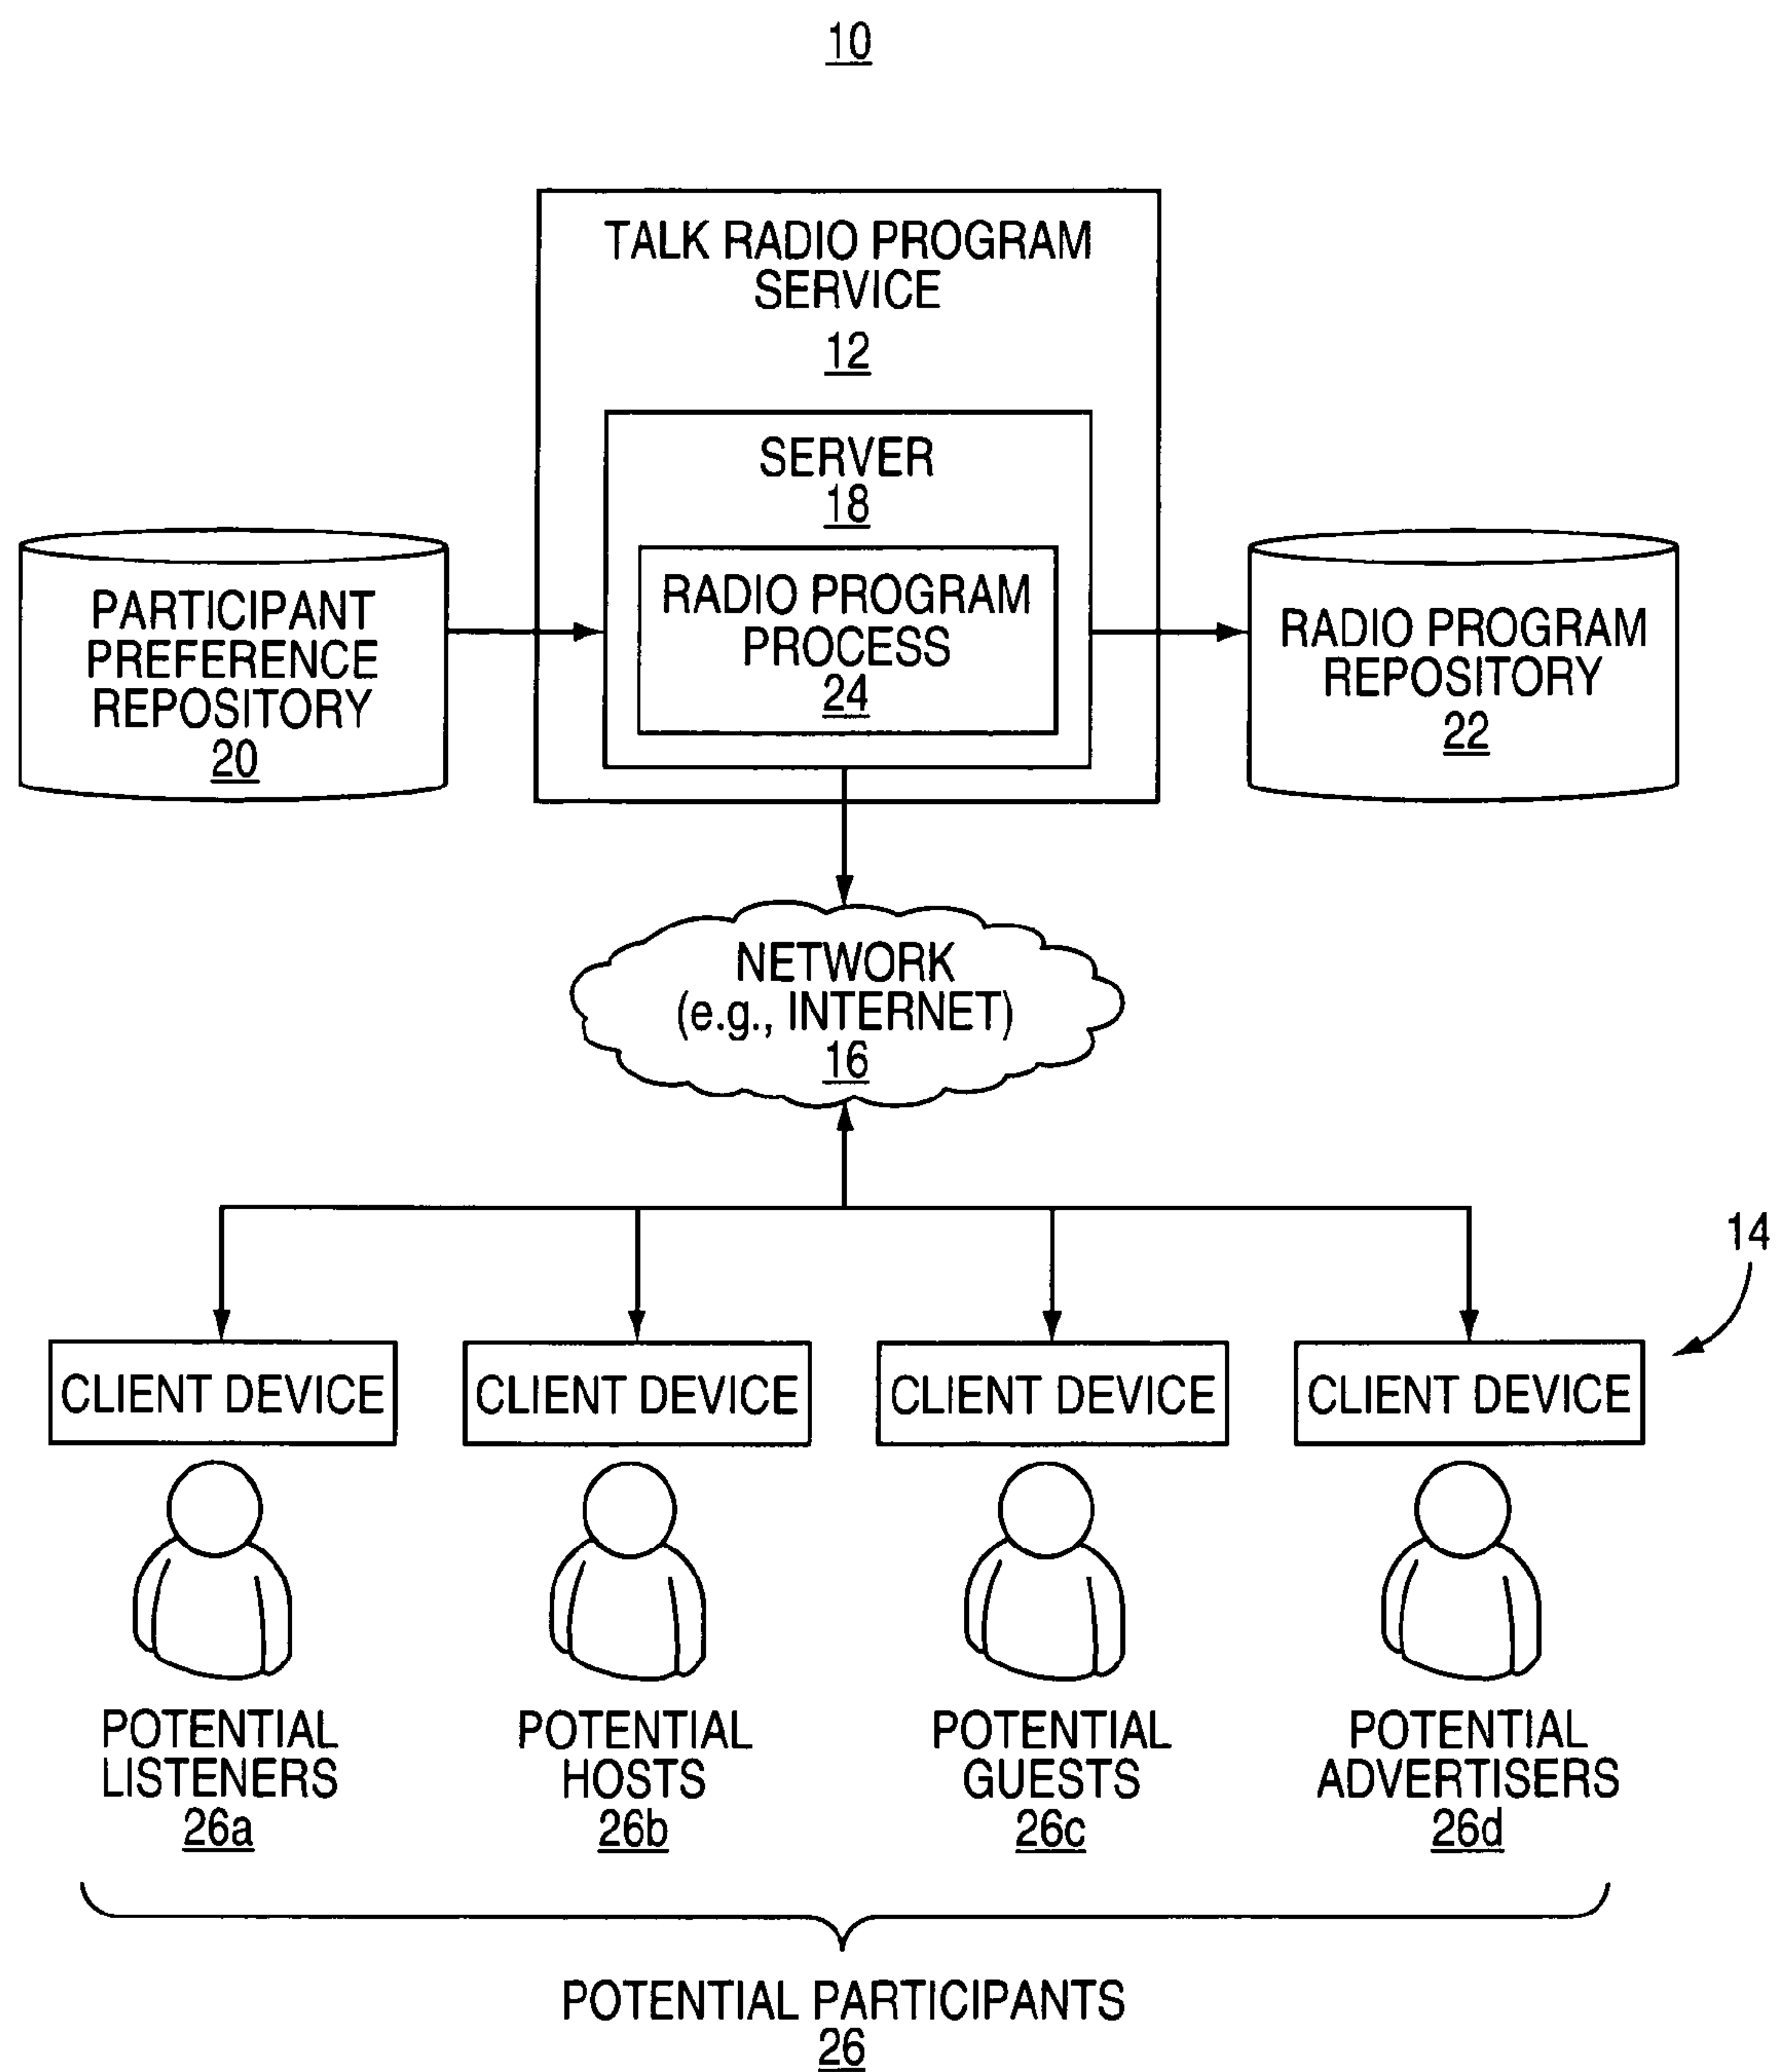 10
TALK RADIO PROGRAM
SERVICE
12
SERVER
18
RADIO PROGRAM
PROCESS
24
PARTICIPANT
PREFERENCE
REPOSITORY
20
RADIO PROGRAM
REPOSITORY
22
NETWORK
(e.g., INTERNET)
16
14
CLIENT DEVICE
CLIENT DEVICE
CLIENT DEVICE
CLIENT DEVICE
POTENTIAL
LISTENERS
26a
POTENTIAL
HOSTS
26b
POTENTIAL
GUESTS
26c
POTENTIAL
ADVERTISERS
26d
POTENTIAL PARTICIPANTS
26